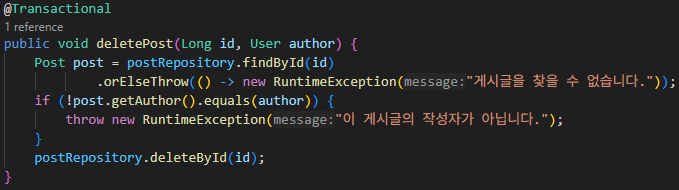 @Transactional
1 reference
public void deletePost(Long id, User author) {
    Post post = postRepository.findById(id)
            .orElseThrow(() -> new RuntimeException(message:"게시글을 찾을 수 없습니다."));
    if (!post.getAuthor().equals(author)) {
        throw new RuntimeException(message:"이 게시글의 작성자가 아닙니다.");
    }
    postRepository.deleteById(id);
}